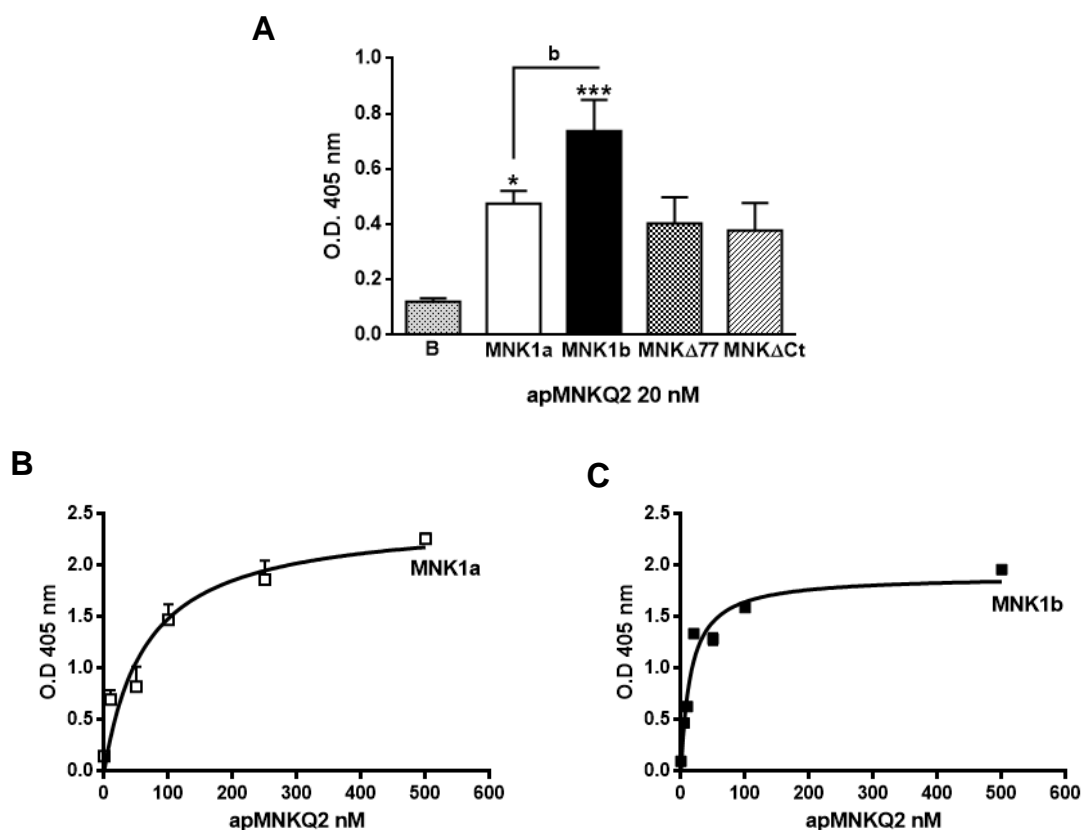 A
b
1.0
***
0.8
O.D. 405 nm
0.6
*
0.4
0.2
0.0
B MNK1a MNK1b MNKΔ77 MNKΔCt
apMNKQ2 20 nM
B
2.5
2.0
MNK1a
O.D 405 nm
1.5
1.0
0.5
0.0
0 100 200 300 400 500 600
apMNKQ2 nM
C
2.5
2.0
MNK1b
O.D 405 nm
1.5
1.0
0.5
0.0
0 100 200 300 400 500 600
apMNKQ2 nM